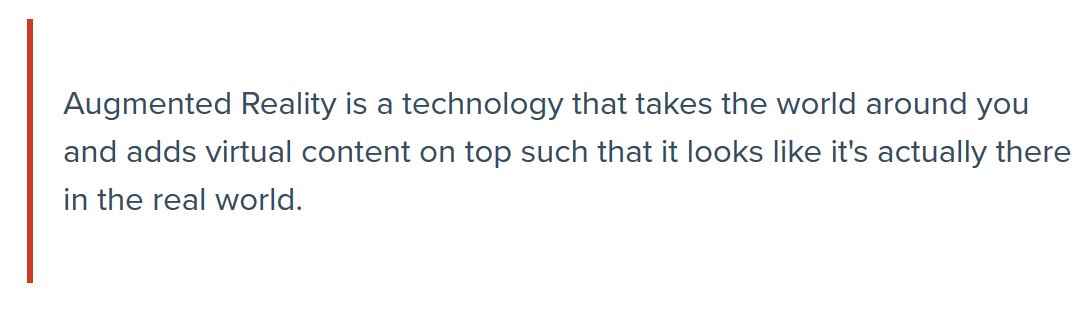 Augmented Reality is a technology that takes the world around you
and adds virtual content on top such that it looks like it's actually there
in the real world.